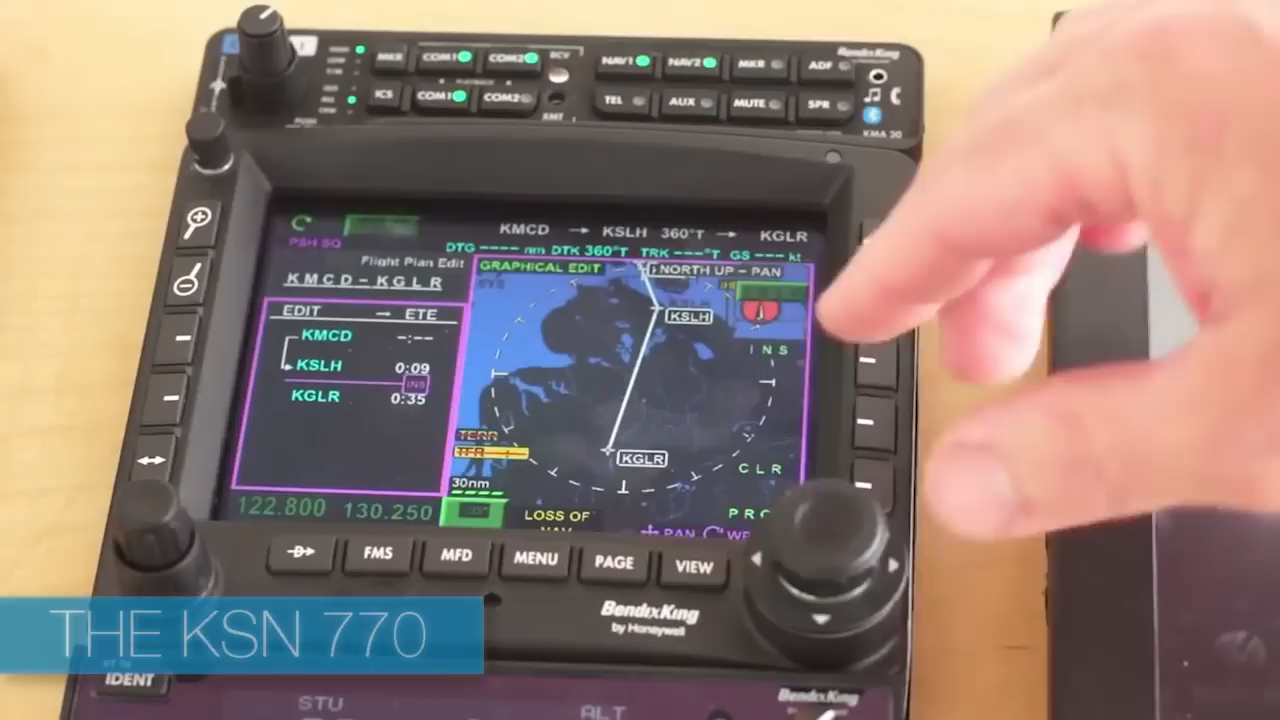 MKR COM1 COM2 RCV NAV1 NAV2 MKR ADF
BendixKing
ICS COM1 COM2 XMT TEL AUX MUTE SPR
KMA 30
KMCD → KSLH 360°T → KGLR
PSH SQ
DTG ---- nm DTK 360°T TRK ---°T GS --- kt
Flight Plan Edit
GRAPHICAL EDIT
NORTH UP - PAN
KMCD-KGLR
EDIT → ETE
KSLH
KMCD -:--
INS
KSLH 0:09
INS
KGLR 0:35
TERR
TFR
KGLR
CLR
30nm
122.800 130.250
LOSS OF
NAV
PAN
FMS MFD MENU PAGE VIEW
BendixKing
by Honeywell
THE KSN 770
IDENT
STU
ALT
BendixKing